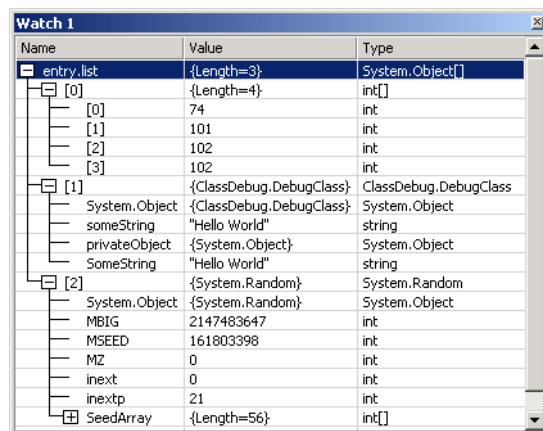 Watch 1
Name Value Type
entry.list {Length=3} System.Object[]
[0] {Length=4} int[]
[0] 74 int
[1] 101 int
[2] 102 int
[3] 102 int
[1] {ClassDebug.DebugClass} ClassDebug.DebugClass
System.Object {ClassDebug.DebugClass} System.Object
someString "Hello World" string
privateObject {System.Object} System.Object
SomeString "Hello World" string
[2] {System.Random} System.Random
System.Object {System.Random} System.Object
MBIG 2147483647 int
MSEED 161803398 int
MZ 0 int
inext 0 int
inextp 21 int
SeedArray {Length=56} int[]